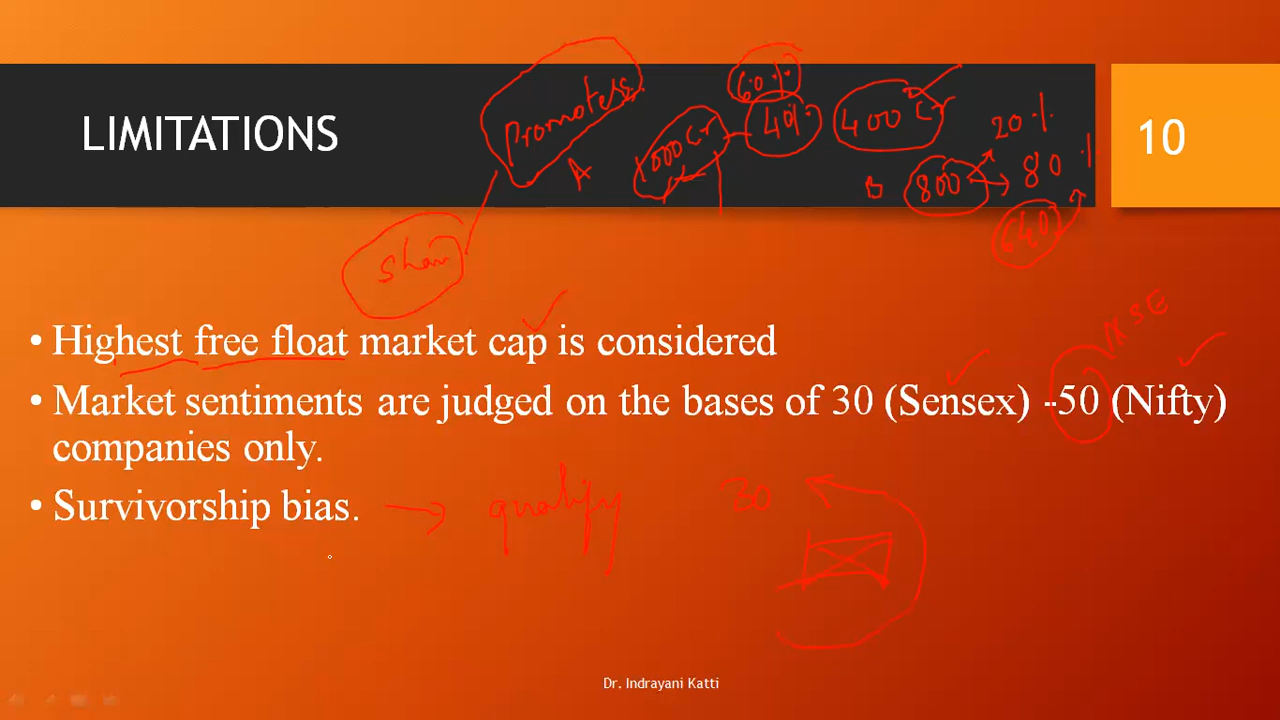 60%
Promoters
1000 Cr
40%
400 Cr
LIMITATIONS
10
20%
A
B
800
80%
640
Share
NSE
• Highest free float market cap is considered
• Market sentiments are judged on the bases of 30 (Sensex) -50 (Nifty)
companies only.
• Survivorship bias.
qualify
30
Dr. Indrayani Katti